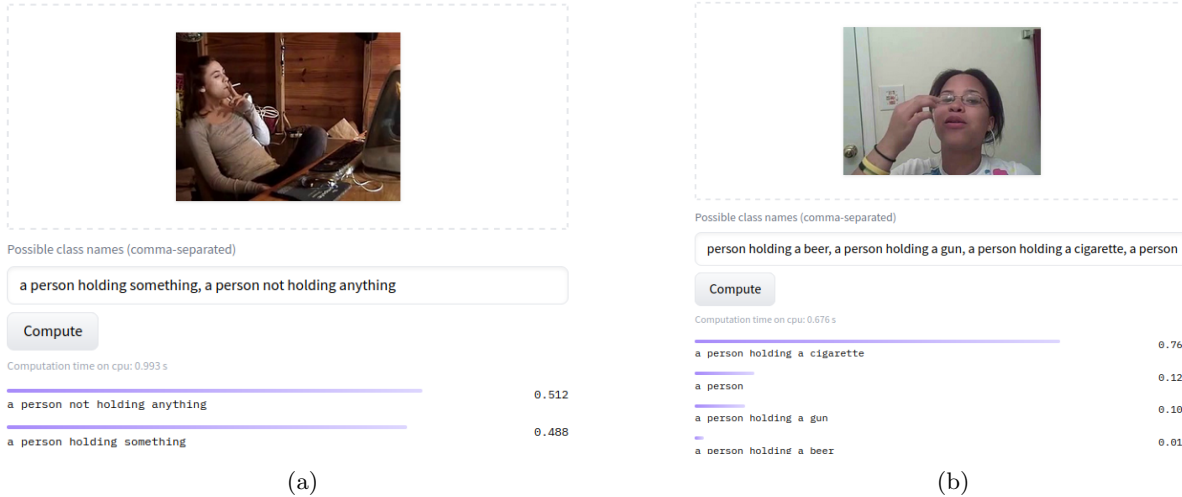 Possible class names (comma-separated)
a person holding something, a person not holding anything
Compute
Computation time on cpu: 0.993 s
a person not holding anything 0.512
a person holding something 0.488
(a)
Possible class names (comma-separated)
person holding a beer, a person holding a gun, a person holding a cigarette, a person
Compute
Computation time on cpu: 0.676 s
a person holding a cigarette 0.76
a person 0.12
a person holding a gun 0.10
a person holding a beer 0.01
(b)